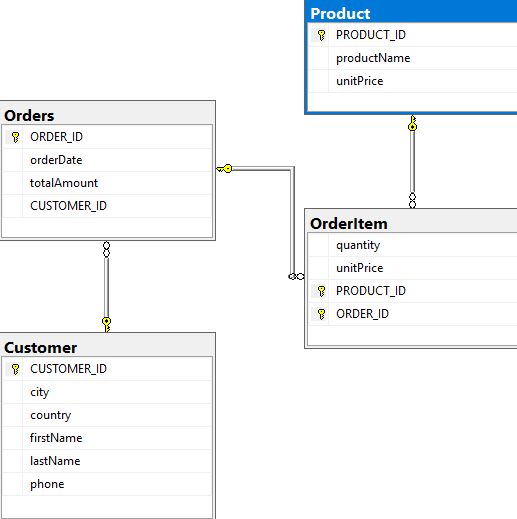 Product
PRODUCT_ID
productName
unitPrice
Orders
ORDER_ID
orderDate
totalAmount
CUSTOMER_ID
OrderItem
quantity
unitPrice
PRODUCT_ID
ORDER_ID
Customer
CUSTOMER_ID
city
country
firstName
lastName
phone